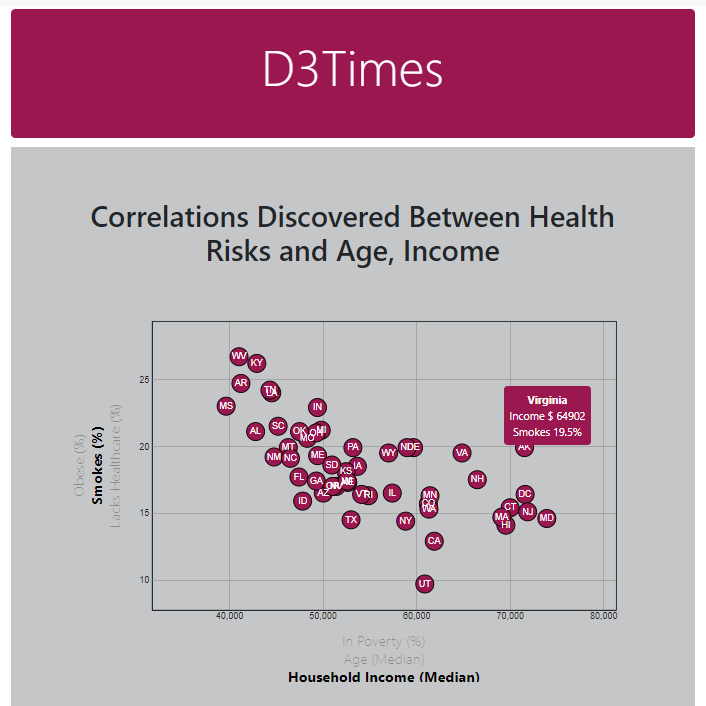 D3Times
Correlations Discovered Between Health
Risks and Age, Income
Obese (%)
Smokes (%)
Lacks Healthcare (%)
25
20
15
10
WV
KY
AR
TN
LA
MS
IN
AL
SC
OK
MO
MI
MT
NM
NC
ME
SD
PA
IA
KS
FL
GA
AZ
ID
VT
RI
TX
WY
ND
DE
IL
NY
MN
CO
WA
CA
UT
VA
NH
AK
DC
CT
MA
HI
NJ
MD
Virginia
Income $ 64902
Smokes 19.5%
40,000 50,000 60,000 70,000 80,000
In Poverty (%)
Age (Median)
Household Income (Median)